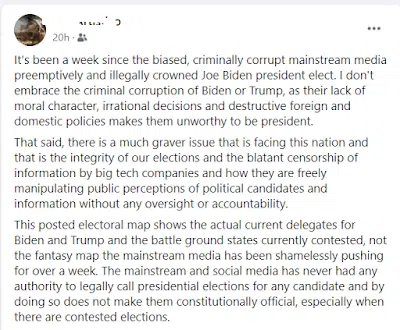 20h
It's been a week since the biased, criminally corrupt mainstream media
preemptively and illegally crowned Joe Biden president elect. I don't
embrace the criminal corruption of Biden or Trump, as their lack of
moral character, irrational decisions and destructive foreign and
domestic policies makes them unworthy to be president.
That said, there is a much graver issue that is facing this nation and
that is the integrity of our elections and the blatant censorship of
information by big tech companies and how they are freely
manipulating public perceptions of political candidates and
information without any oversight or accountability.
This posted electoral map shows the actual current delegates for
Biden and Trump and the battle ground states currently contested, not
the fantasy map the mainstream media has been shamelessly pushing
for over a week. The mainstream and social media has never had any
authority to legally call presidential elections for any candidate and by
doing so does not make them constitutionally official, especially when
there are contested elections.